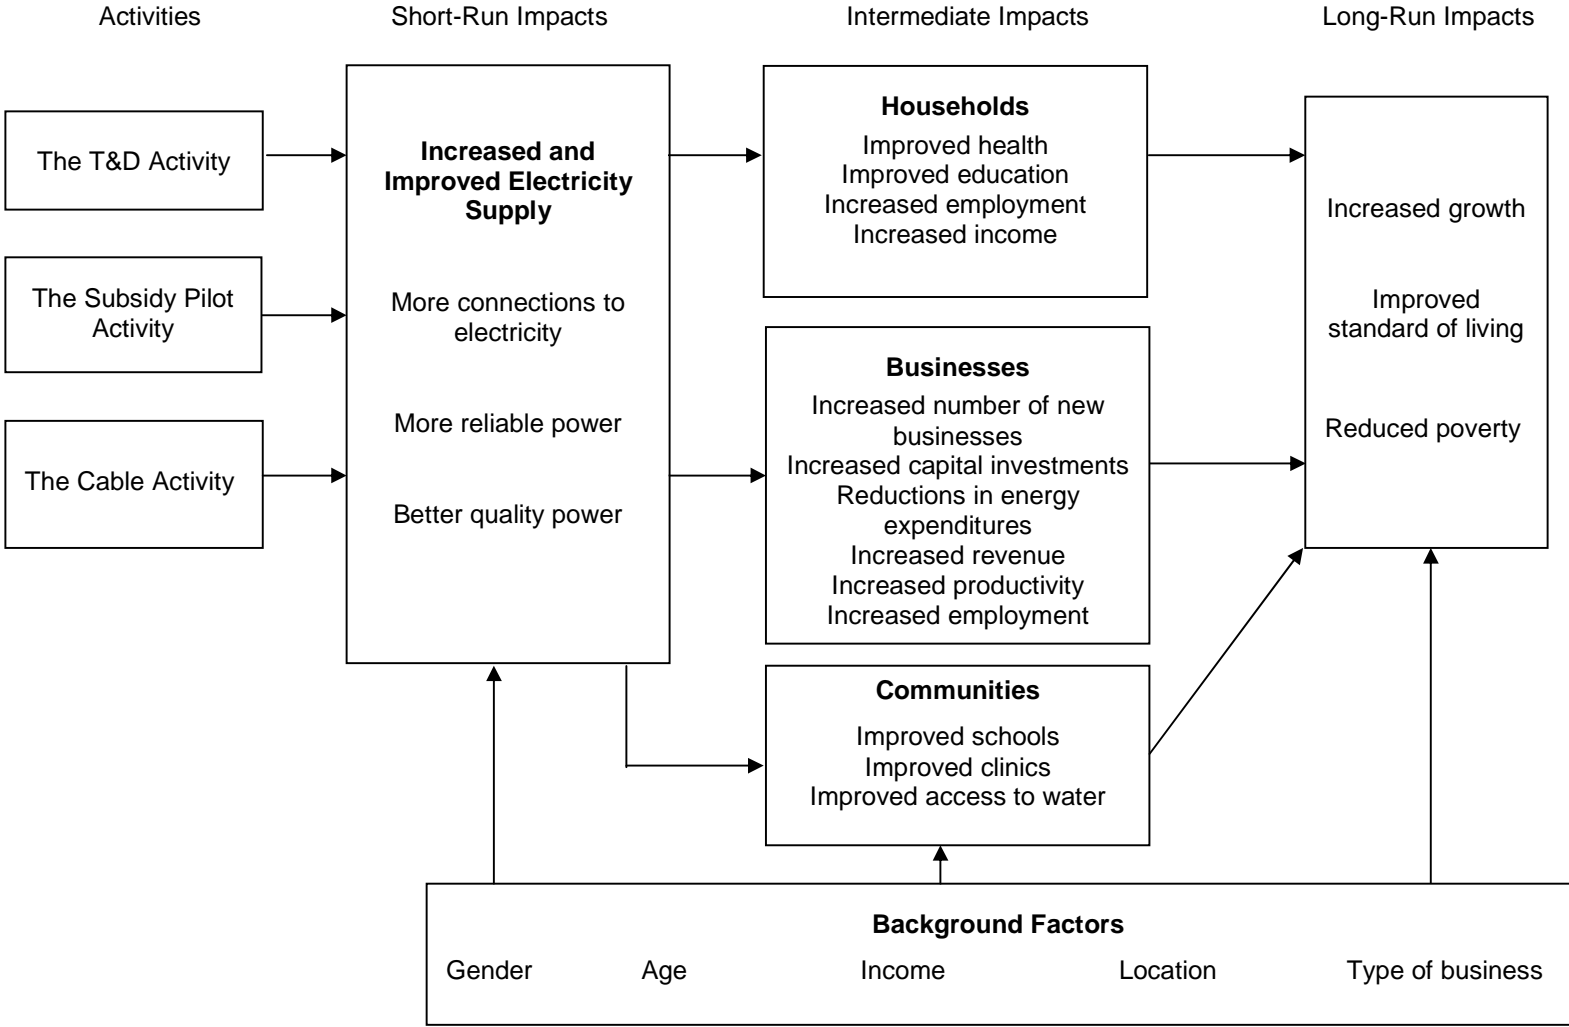 Activities
Short-Run Impacts
Intermediate Impacts
Long-Run Impacts
The T&D Activity
The Subsidy Pilot
Activity
The Cable Activity
Increased and
Improved Electricity
Supply
More connections to
electricity
More reliable power
Better quality power
Households
Improved health
Improved education
Increased employment
Increased income
Businesses
Increased number of new
businesses
Increased capital investments
Reductions in energy
expenditures
Increased revenue
Increased productivity
Increased employment
Communities
Improved schools
Improved clinics
Improved access to water
Increased growth
Improved
standard of living
Reduced poverty
Background Factors
Gender
Age
Income
Location
Type of business